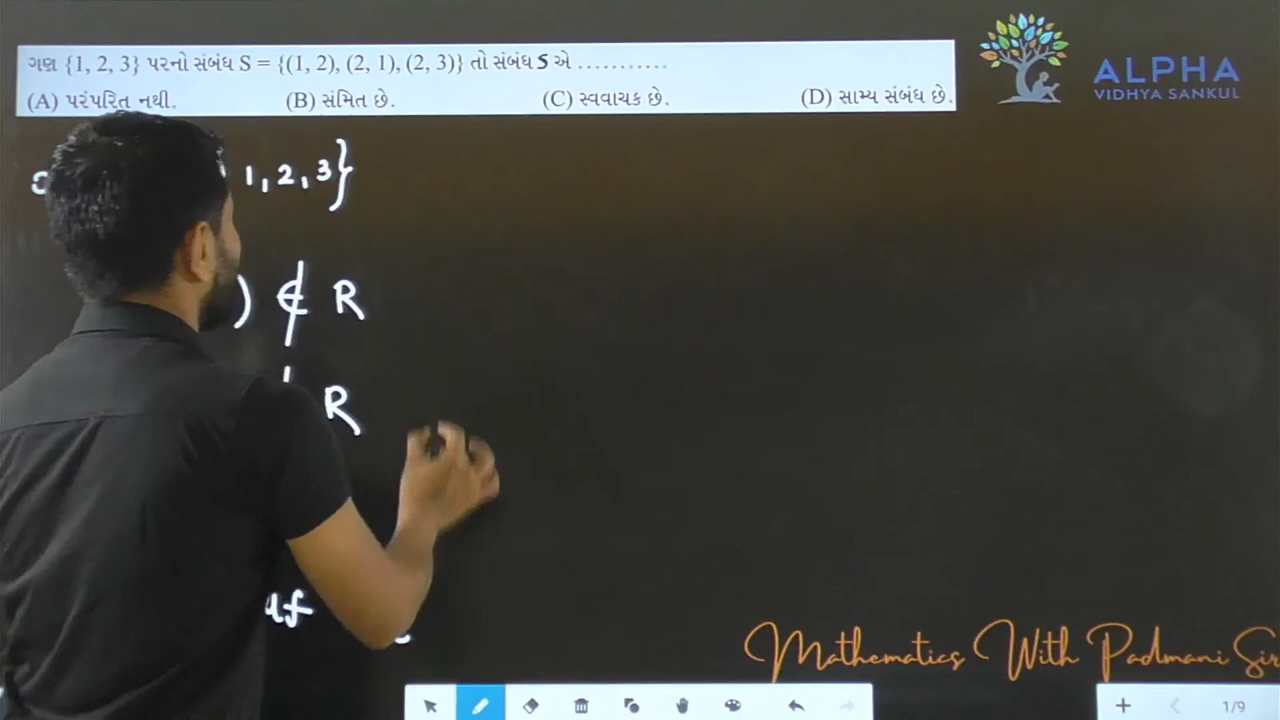 ગણ {1, 2, 3} પરનો સંબંધ S = {(1, 2), (2, 1), (2, 3)} તો સંબંધ S એ ...........
(A) પરંપરિત નથી. (B) સંમિત છે. (C) સ્વવાચક છે. (D) સામ્ય સંબંધ છે.
ALPHA
VIDHYA SANKUL
1, 2, 3}
) ∉ R
R
Mathematics With Padmani Sir
1/9